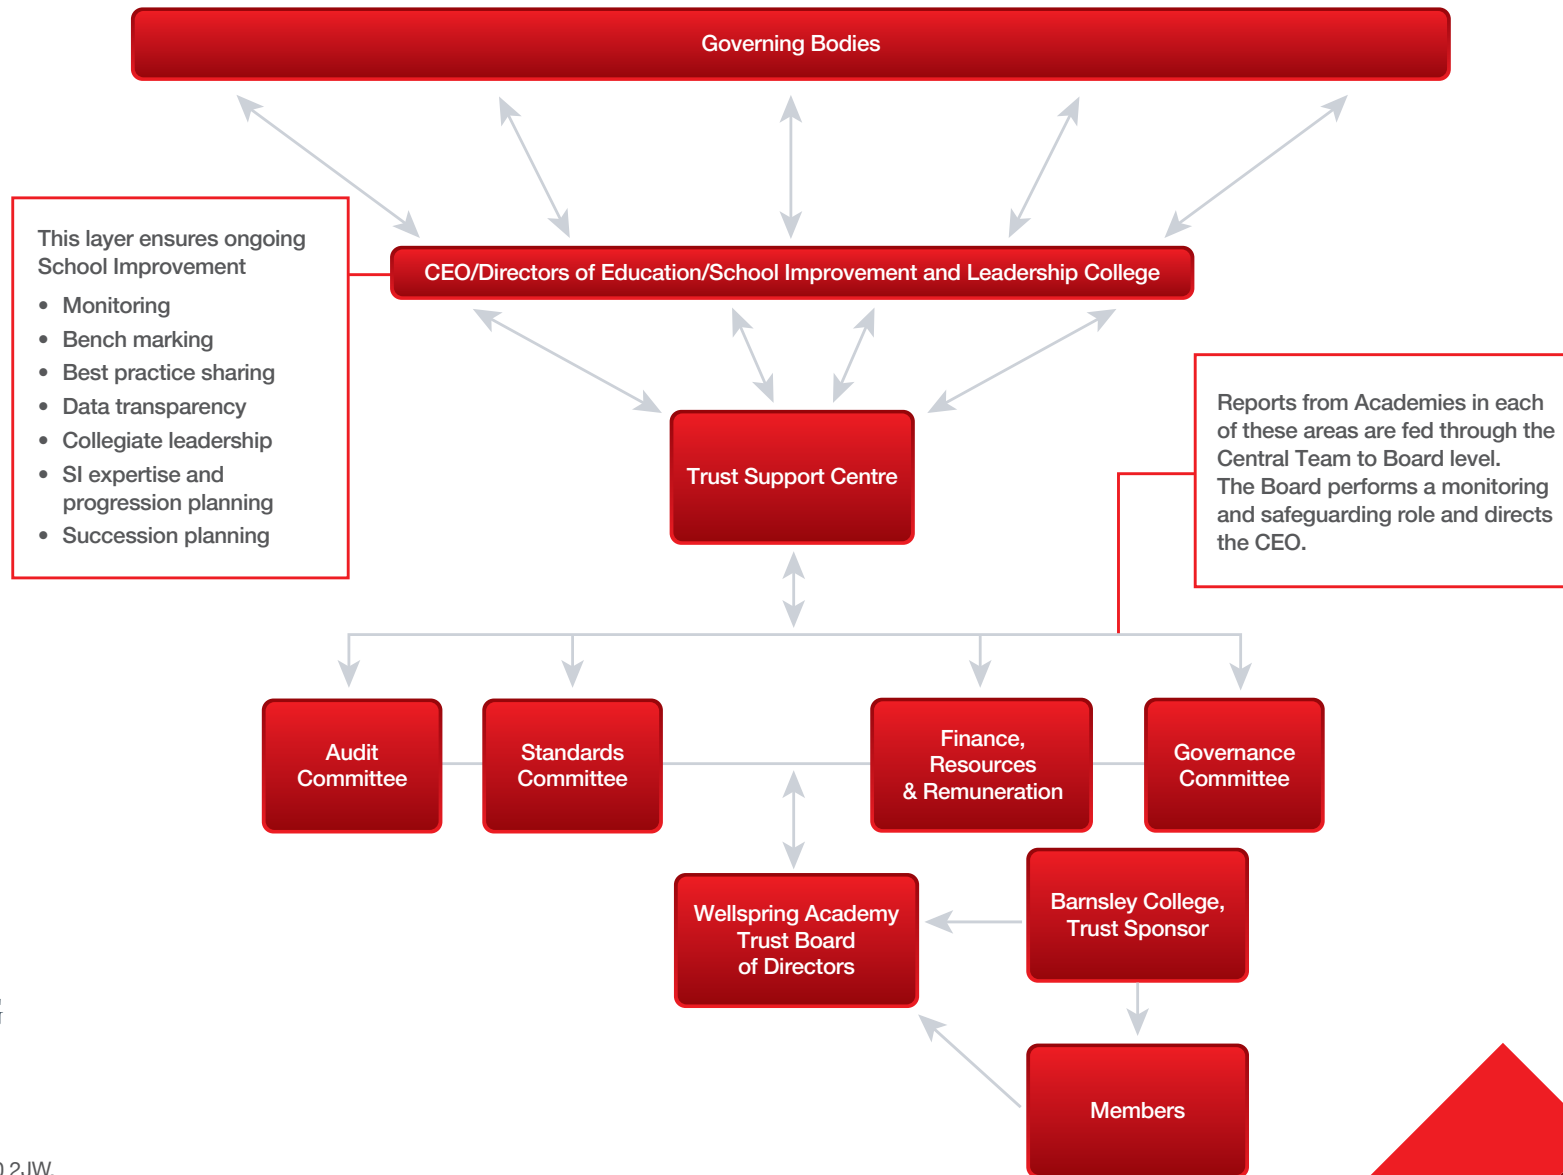 Governing Bodies
This layer ensures ongoing
School Improvement
• Monitoring
• Bench marking
• Best practice sharing
• Data transparency
• Collegiate leadership
• SI expertise and
progression planning
• Succession planning
CEO/Directors of Education/School Improvement and Leadership College
Trust Support Centre
Reports from Academies in each
of these areas are fed through the
Central Team to Board level.
The Board performs a monitoring
and safeguarding role and directs
the CEO.
Audit
Committee
Standards
Committee
Finance,
Resources
& Remuneration
Governance
Committee
Wellspring Academy
Trust Board
of Directors
Barnsley College,
Trust Sponsor
Members
2JW.